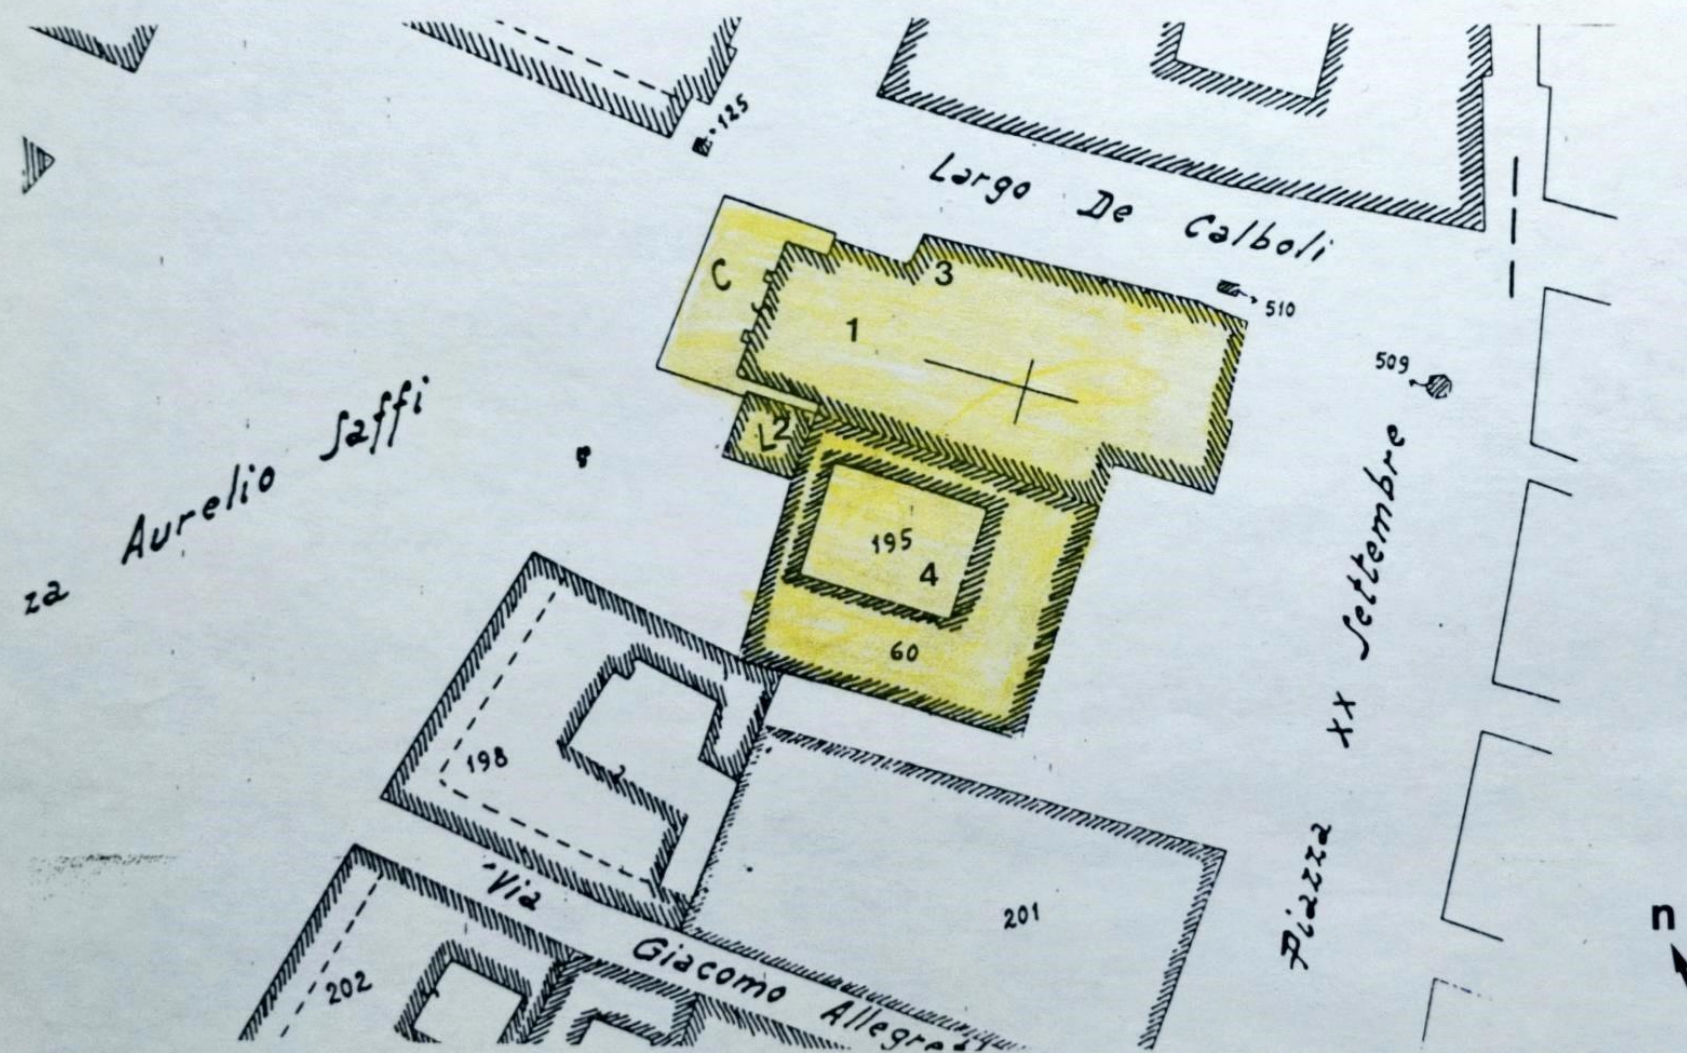 125
Largo De Calboli
3
C
510
1
509
2
Aurelio Saffi
za
195
4
60
Piazza XX Settembre
198
Via Giacomo Allegre
201
202
n